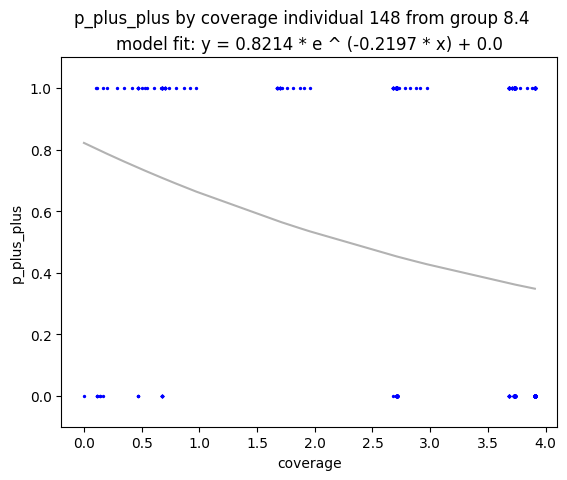 p_plus_plus by coverage individual 148 from group 8.4
model fit: y = 0.8214 * e ^ (-0.2197 * x) + 0.0
1.0
0.8
0.6
0.4
0.2
0.0
p_plus_plus
0.0 0.5 1.0 1.5 2.0 2.5 3.0 3.5 4.0
coverage